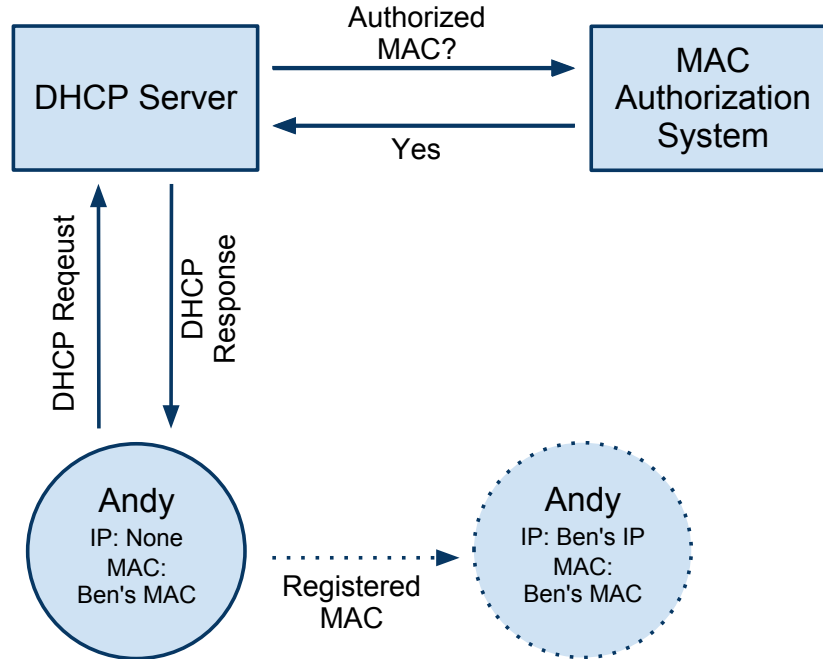 Authorized
MAC?
DHCP Server
MAC
Authorization
System
Yes
DHCP Reqeust
DHCP
Response
Andy
IP: None
MAC:
Ben's MAC
Registered
MAC
Andy
IP: Ben's IP
MAC:
Ben's MAC